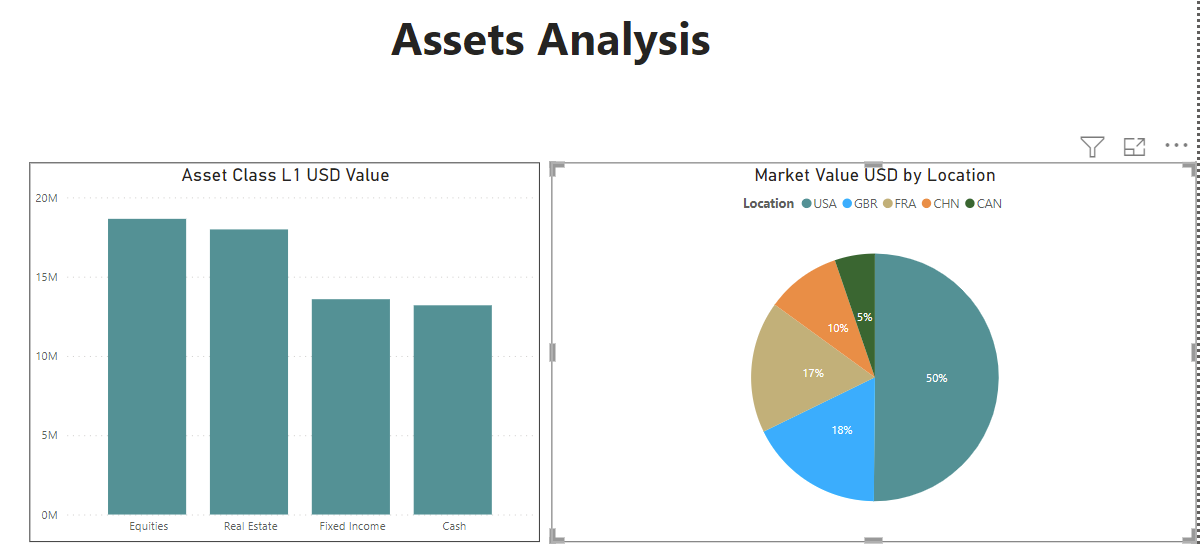 Assets Analysis
Asset Class L1 USD Value
20M
15M
10M
5M
0M
Equities Real Estate Fixed Income Cash
Market Value USD by Location
Location USA GBR FRA CHN CAN
5%
10%
17%
50%
18%